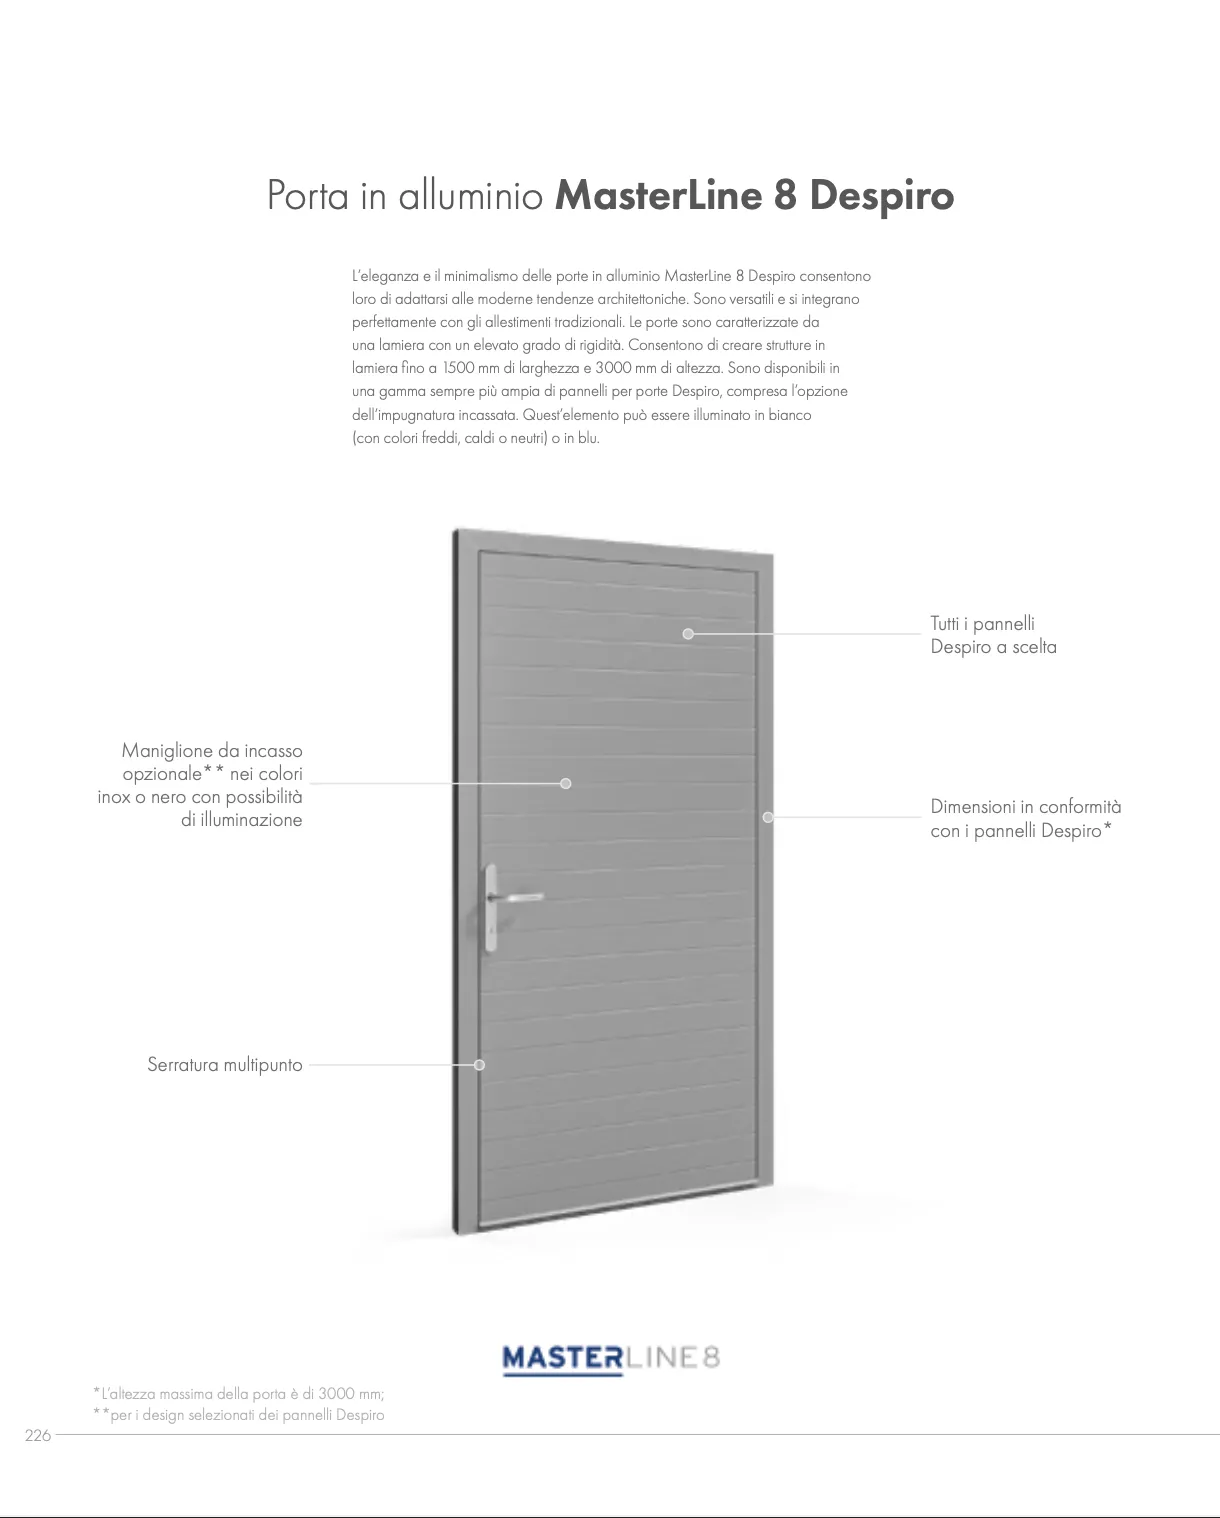 Porta in alluminio MasterLine 8 Despiro
L'eleganza e il minimalismo delle porte in alluminio MasterLine 8 Despiro consentono
loro di adattarsi alle moderne tendenze architettoniche. Sono versatili e si integrano
perfettamente con gli allestimenti tradizionali. Le porte sono caratterizzate da
una lamiera con un elevato grado di rigidità. Consentono di creare strutture in
lamiera fino a 1500 mm di larghezza e 3000 mm di altezza. Sono disponibili in
una gamma sempre più ampia di pannelli per porte Despiro, compresa l'opzione
dell'impugnatura incassata. Quest'elemento può essere illuminato in bianco
(con colori freddi, caldi o neutri) o in blu.
Tutti i pannelli
Despiro a scelta
Maniglione da incasso
opzionale** nei colori
inox o nero con possibilità
di illuminazione
Dimensioni in conformità
con i pannelli Despiro*
Serratura multipunto
MASTERLINE 8
*L'altezza massima della porta è di 3000 mm;
**per i design selezionati dei pannelli Despiro
226